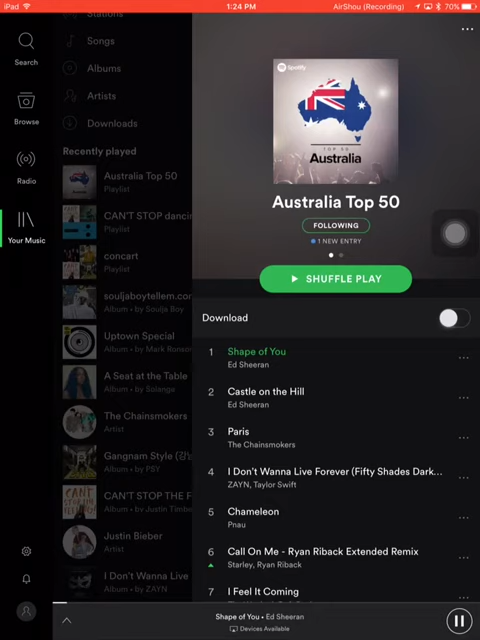 iPad
1:24 PM
AirShou (Recording)
70%
Search
Browse
Radio
Your Music
Stations
Songs
Albums
Artists
Downloads
Recently played
Australia Top 50
Playlist
CAN'T STOP dancin
Playlist
concart
Playlist
souljaboytellem.cor
Album • by Soulja Boy
Uptown Special
Album • by Mark Ronson
A Seat at the Table
Album • by Solange
The Chainsmokers
Artist
Gangnam Style (강
Album • by PSY
CAN'T STOP THE F
Album • by Justin Timbe
Justin Bieber
Artist
I Don't Wanna Live
Album • by ZAYN
Spotify
TOP 50
Australia
Australia Top 50
FOLLOWING
1 NEW ENTRY
SHUFFLE PLAY
Download
1 Shape of You
Ed Sheeran
2 Castle on the Hill
Ed Sheeran
3 Paris
The Chainsmokers
4 I Don't Wanna Live Forever (Fifty Shades Dark...
ZAYN, Taylor Swift
5 Chameleon
Pnau
6 Call On Me - Ryan Riback Extended Remix
Starley, Ryan Riback
7 I Feel It Coming
Shape of You • Ed Sheeran
Devices Available